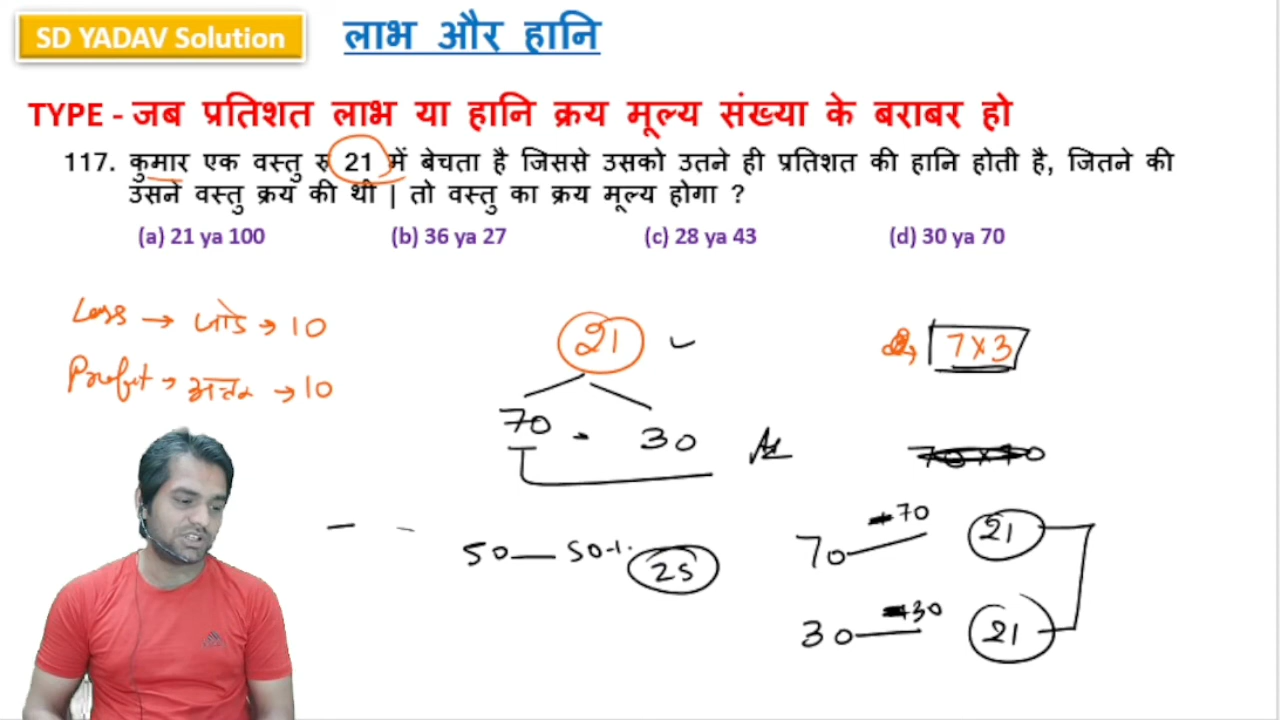 SD YADAV Solution
लाभ और हानि
TYPE - जब प्रतिशत लाभ या हानि क्रय मूल्य संख्या के बराबर हो
117. कुमार एक वस्तु रु 21 में बेचता है जिससे उसको उतने ही प्रतिशत की हानि होती है, जितने की
उसने वस्तु क्रय की थी | तो वस्तु का क्रय मूल्य होगा ?
(a) 21 ya 100 (b) 36 ya 27 (c) 28 ya 43 (d) 30 ya 70
Loss → जोड़ → 10
21
7×3
Profit → अन्तर → 10
70 - 30
70 70 21
50 — 50-1. 25
30 30 21